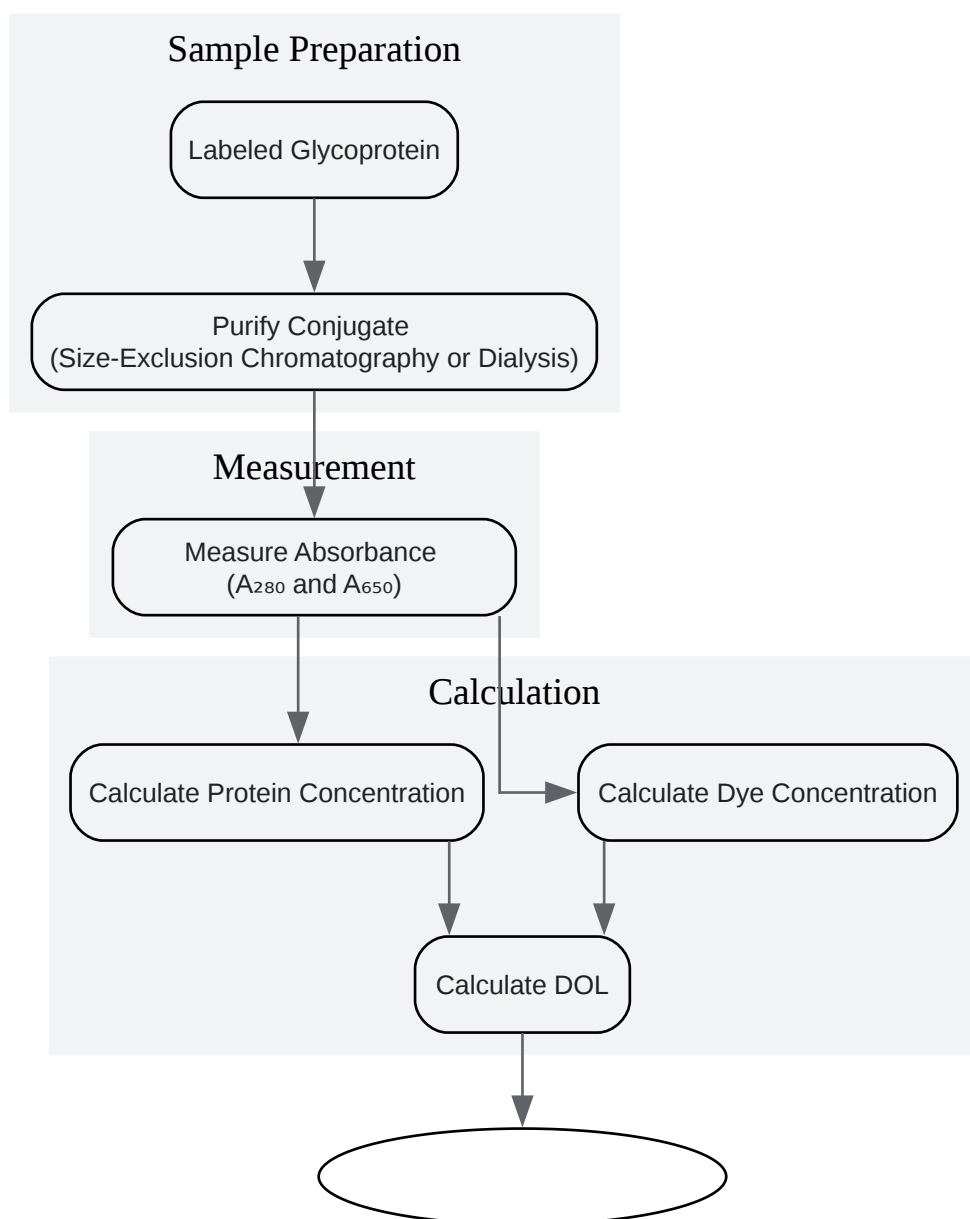 Sample Preparation
Labeled Glycoprotein
Purify Conjugate
(Size-Exclusion Chromatography or Dialysis)
Measurement
Measure Absorbance
(A₂₈₀ and A₆₅₀)
Calculation
Calculate Protein Concentration
Calculate Dye Concentration
Calculate DOL